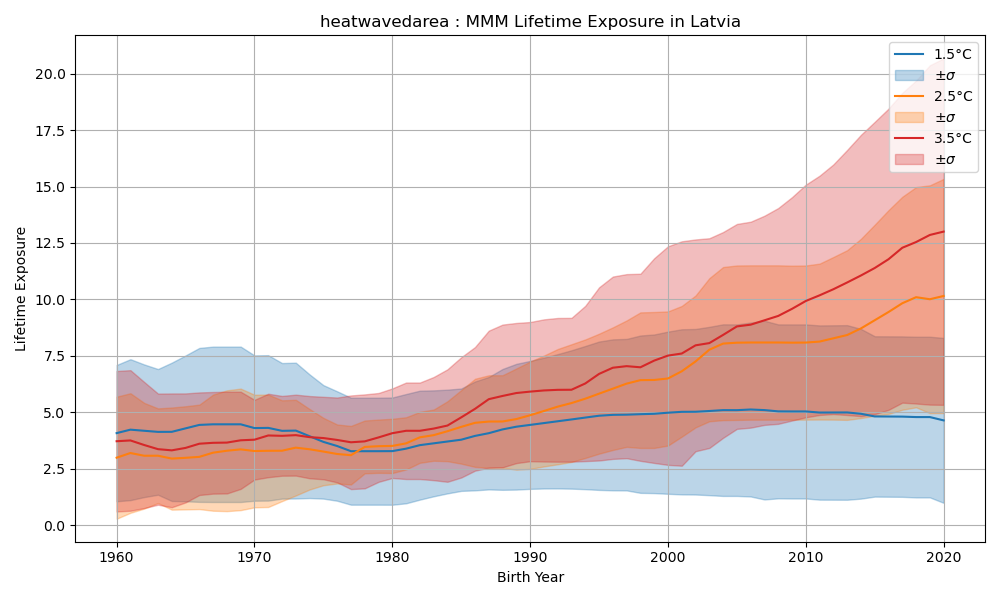 heatwavedarea : MMM Lifetime Exposure in Latvia
1.5°C
±σ
2.5°C
±σ
3.5°C
±σ
Lifetime Exposure
20.0
17.5
15.0
12.5
10.0
7.5
5.0
2.5
0.0
1960 1970 1980 1990 2000 2010 2020
Birth Year